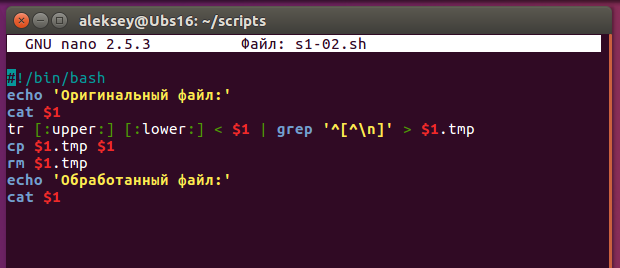 aleksey@Ubs16: ~/scripts
GNU nano 2.5.3 Файл: s1-02.sh
#!/bin/bash
echo 'Оригинальный файл:'
cat $1
tr [:upper:] [:lower:] < $1 | grep '^[^\n]' > $1.tmp
cp $1.tmp $1
rm $1.tmp
echo 'Обработанный файл:'
cat $1